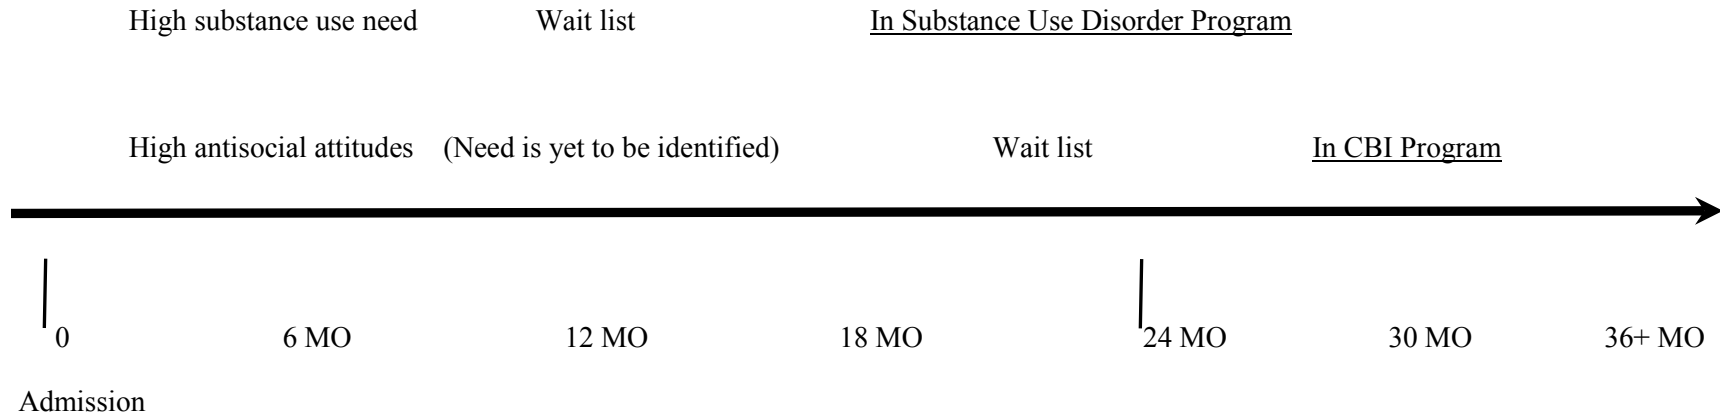 High substance use need Wait list In Substance Use Disorder Program
High antisocial attitudes (Need is yet to be identified) Wait list In CBI Program
0 6 MO 12 MO 18 MO 24 MO 30 MO 36+ MO
Admission